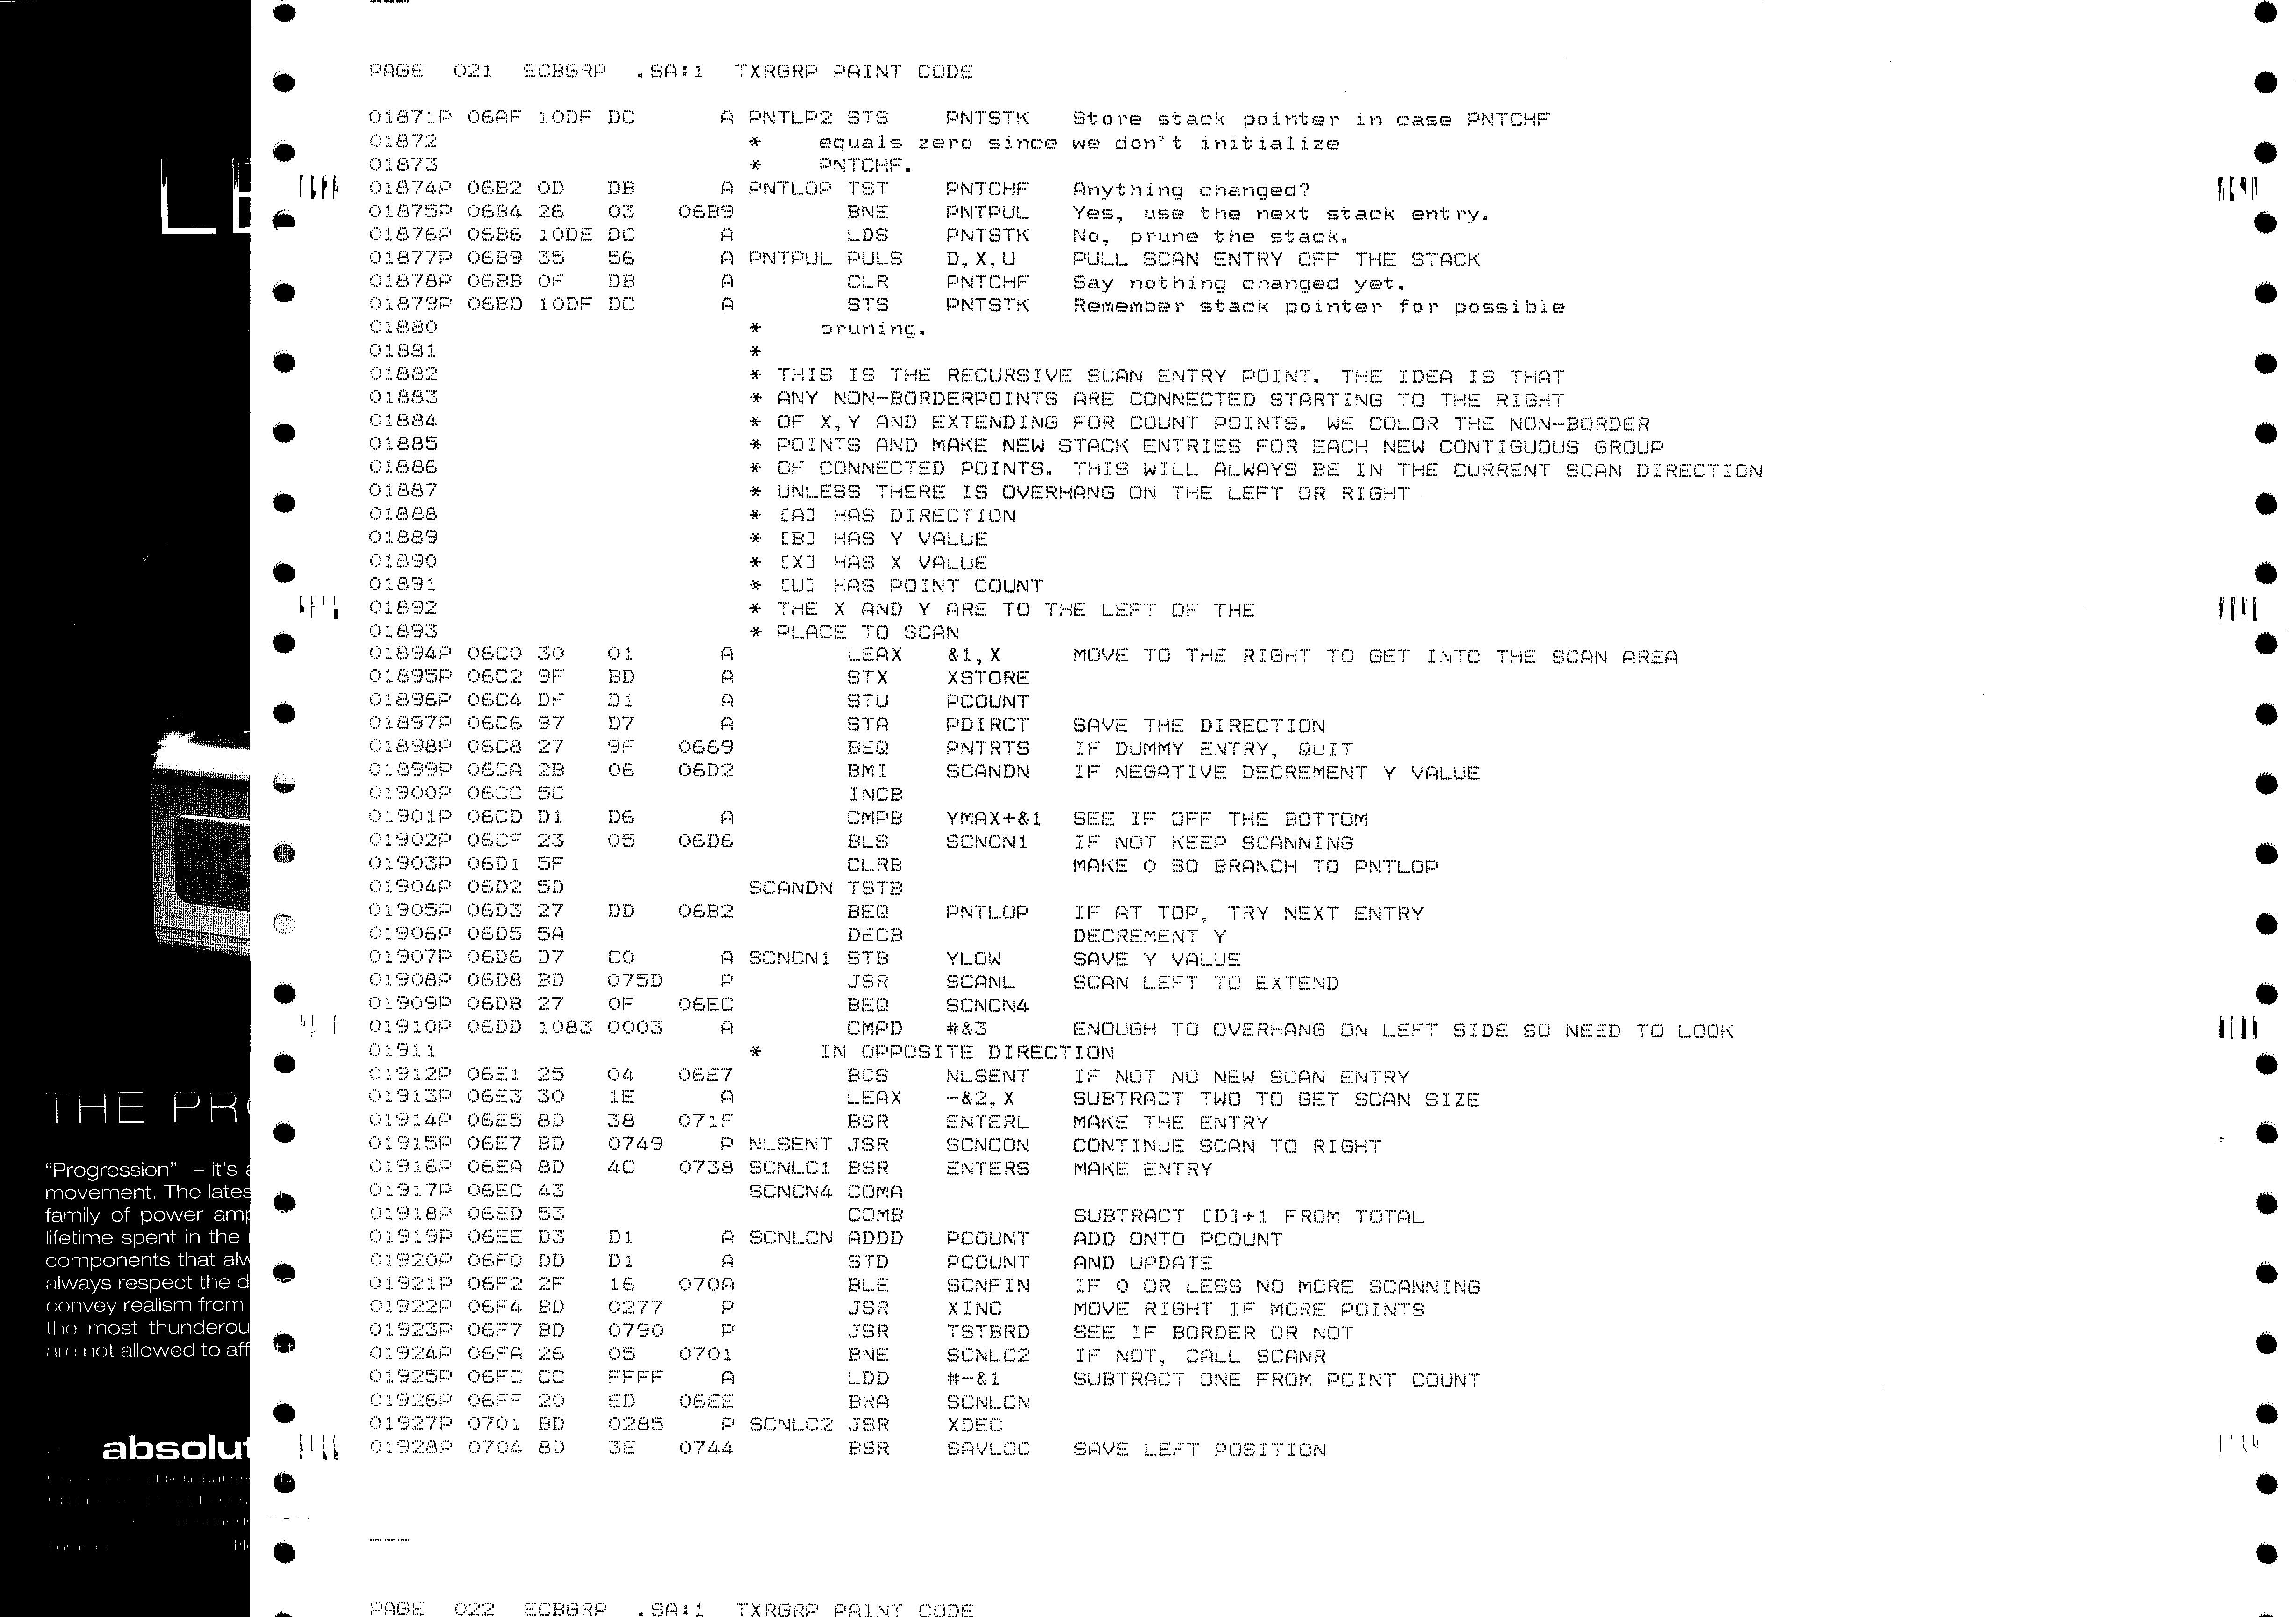 PAGE 021 ECBGRP .SA:1 TXRGRP PAINT CODE
01871P 06AF 10DF DC A PNTLP2 STS PNTSTK Store stack pointer in case PNTCHF
01872 * equals zero since we don't initialize
01873 * PNTCHF.
01874P 06B2 0D DB A PNTLOP TST PNTCHF Anything changed?
01875P 06B4 26 03 06B9 BNE PNTPUL Yes, use the next stack entry.
01876P 06B6 10DE DC A LDS PNTSTK No, prune the stack.
01877P 06B9 35 56 A PNTPUL PULS D,X,U PULL SCAN ENTRY OFF THE STACK
01878P 06BB 0F DB A CLR PNTCHF Say nothing changed yet.
01879P 06BD 10DF DC A STS PNTSTK Remember stack pointer for possible
01880 * pruning.
01881 *
01882 * THIS IS THE RECURSIVE SCAN ENTRY POINT. THE IDEA IS THAT
01883 * ANY NON-BORDERPOINTS ARE CONNECTED STARTING TO THE RIGHT
01884 * OF X,Y AND EXTENDING FOR COUNT POINTS. WE COLOR THE NON-BORDER
01885 * POINTS AND MAKE NEW STACK ENTRIES FOR EACH NEW CONTIGUOUS GROUP
01886 * OF CONNECTED POINTS. THIS WILL ALWAYS BE IN THE CURRENT SCAN DIRECTION
01887 * UNLESS THERE IS OVERHANG ON THE LEFT OR RIGHT
01888 * [A] HAS DIRECTION
01889 * [B] HAS Y VALUE
01890 * [X] HAS X VALUE
01891 * [U] HAS POINT COUNT
01892 * THE X AND Y ARE TO THE LEFT OF THE
01893 * PLACE TO SCAN
01894P 06C0 30 01 A LEAX &1,X MOVE TO THE RIGHT TO GET INTO THE SCAN AREA
01895P 06C2 9F BD A STX XSTORE
01896P 06C4 DF D1 A STU PCOUNT
01897P 06C6 97 D7 A STA PDIRCT SAVE THE DIRECTION
01898P 06C8 27 9F 0669 BEQ PNTRTS IF DUMMY ENTRY, QUIT
01899P 06CA 2B 06 06D2 BMI SCANDN IF NEGATIVE DECREMENT Y VALUE
01900P 06CC 5C INCB
01901P 06CD D1 D6 A CMPB YMAX+&1 SEE IF OFF THE BOTTOM
01902P 06CF 23 05 06D6 BLS SCNCN1 IF NOT KEEP SCANNING
01903P 06D1 5F CLRB MAKE 0 SO BRANCH TO PNTLOP
01904P 06D2 5D SCANDN TSTB
01905P 06D3 27 DD 06B2 BEQ PNTLOP IF AT TOP, TRY NEXT ENTRY
01906P 06D5 5A DECB DECREMENT Y
01907P 06D6 D7 C0 A SCNCN1 STB YLOW SAVE Y VALUE
01908P 06D8 BD 075D P JSR SCANL SCAN LEFT TO EXTEND
01909P 06DB 27 0F 06EC BEQ SCNCN4
01910P 06DD 1083 0003 A CMPD #&3 ENOUGH TO OVERHANG ON LEFT SIDE SO NEED TO LOOK
01911 * IN OPPOSITE DIRECTION
01912P 06E1 25 04 06E7 BCS NLSENT IF NOT NO NEW SCAN ENTRY
01913P 06E3 30 1E A LEAX -&2,X SUBTRACT TWO TO GET SCAN SIZE
01914P 06E5 8D 38 071F BSR ENTERL MAKE THE ENTRY
01915P 06E7 BD 0749 P NLSENT JSR SCNCON CONTINUE SCAN TO RIGHT
01916P 06EA 8D 4C 0738 SCNLC1 BSR ENTERS MAKE ENTRY
01917P 06EC 43 SCNCN4 COMA
01918P 06ED 53 COMB SUBTRACT [D]+1 FROM TOTAL
01919P 06EE D3 D1 A SCNLCN ADDD PCOUNT ADD ONTO PCOUNT
01920P 06F0 DD D1 A STD PCOUNT AND UPDATE
01921P 06F2 2F 16 070A BLE SCNFIN IF 0 OR LESS NO MORE SCANNING
01922P 06F4 BD 0277 P JSR XINC MOVE RIGHT IF MORE POINTS
01923P 06F7 BD 0790 P JSR TSTBRD SEE IF BORDER OR NOT
01924P 06FA 26 05 0701 BNE SCNLC2 IF NOT, CALL SCANR
01925P 06FC CC FFFF A LDD #-&1 SUBTRACT ONE FROM POINT COUNT
01926P 06FF 20 ED 06EE BRA SCNLCN
01927P 0701 BD 0285 P SCNLC2 JSR XDEC
01928P 0704 8D 3E 0744 BSR SAVLOC SAVE LEFT POSITION
PAGE 022 ECBGRP .SA:1 TXRGRP PAINT CODE
LE
THE PRO
"Progression" – it's a
movement. The lates
family of power amp
lifetime spent in the
components that alw
always respect the d
convey realism from
the most thunderou
are not allowed to aff
absolut